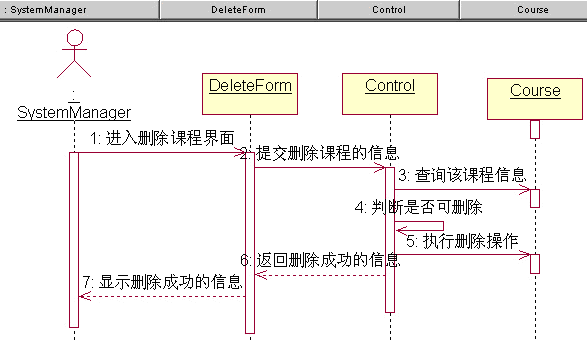 : SystemManager DeleteForm Control Course
DeleteForm Control
Course
:
SystemManager
1: 进入删除课程界面
2: 提交删除课程的信息
3: 查询该课程信息
4: 判断是否可删除
5: 执行删除操作
6: 返回删除成功的信息
7: 显示删除成功的信息